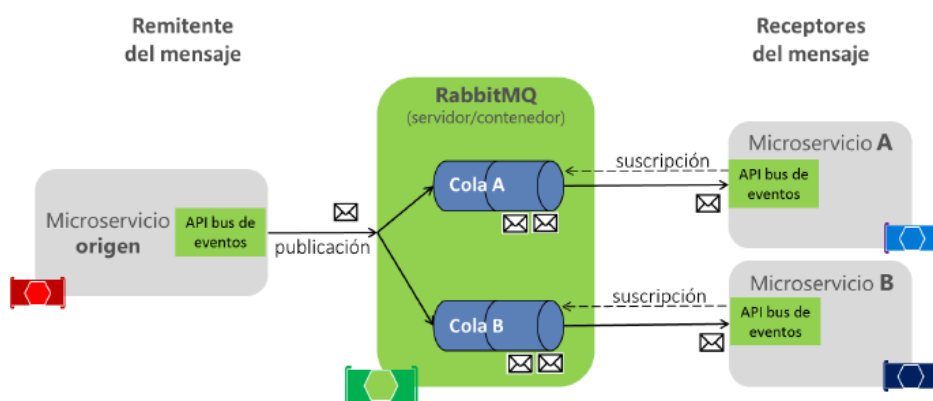 Remitente
del mensaje
Receptores
del mensaje
RabbitMQ
(servidor/contenedor)
Microservicio
origen
API bus de
eventos
publicación
Cola A
Cola B
suscripción
Microservicio A
API bus de
eventos
suscripción
Microservicio B
API bus de
eventos